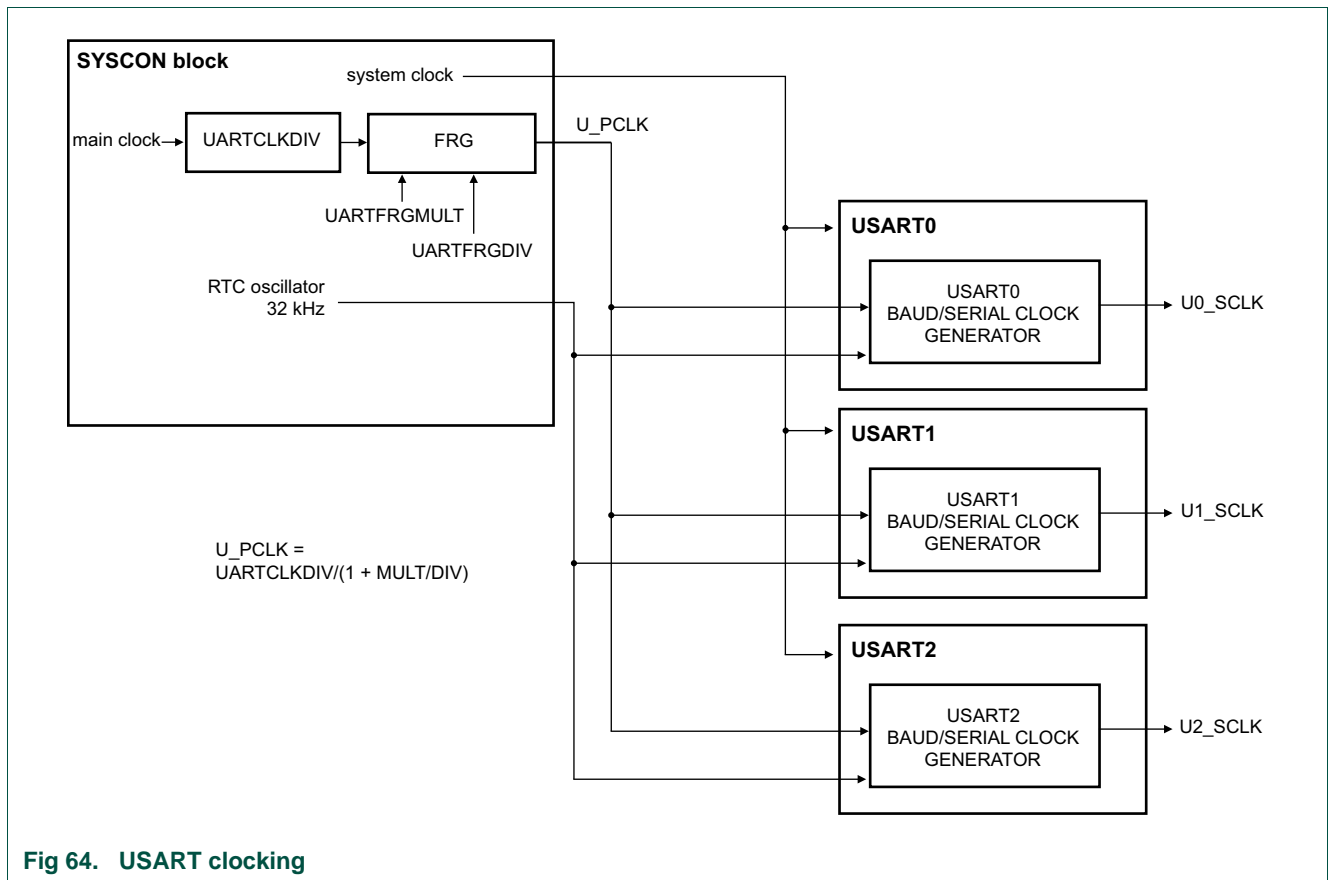 SYSCON block
system clock
main clock
UARTCLKDIV
FRG
U_PCLK
UARTFRGMULT
UARTFRGDIV
RTC oscillator
32 kHz
USART0
USART0
BAUD/SERIAL CLOCK
GENERATOR
U0_SCLK
USART1
USART1
BAUD/SERIAL CLOCK
GENERATOR
U1_SCLK
U_PCLK =
UARTCLKDIV/(1 + MULT/DIV)
USART2
USART2
BAUD/SERIAL CLOCK
GENERATOR
U2_SCLK
Fig 64. USART clocking